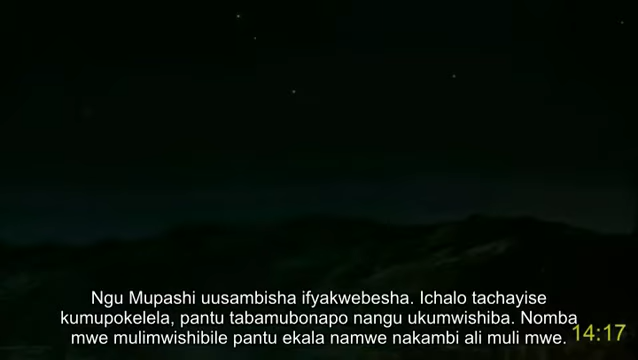 Ngu Mupashi uusambisha ifyakwebesha. Ichalo tachayise
kumupokelela, pantu tabamubonapo nangu ukumwishiba. Nomba
mwe mulimwishibile pantu ekala namwe nakambi ali muli mwe.
14:17